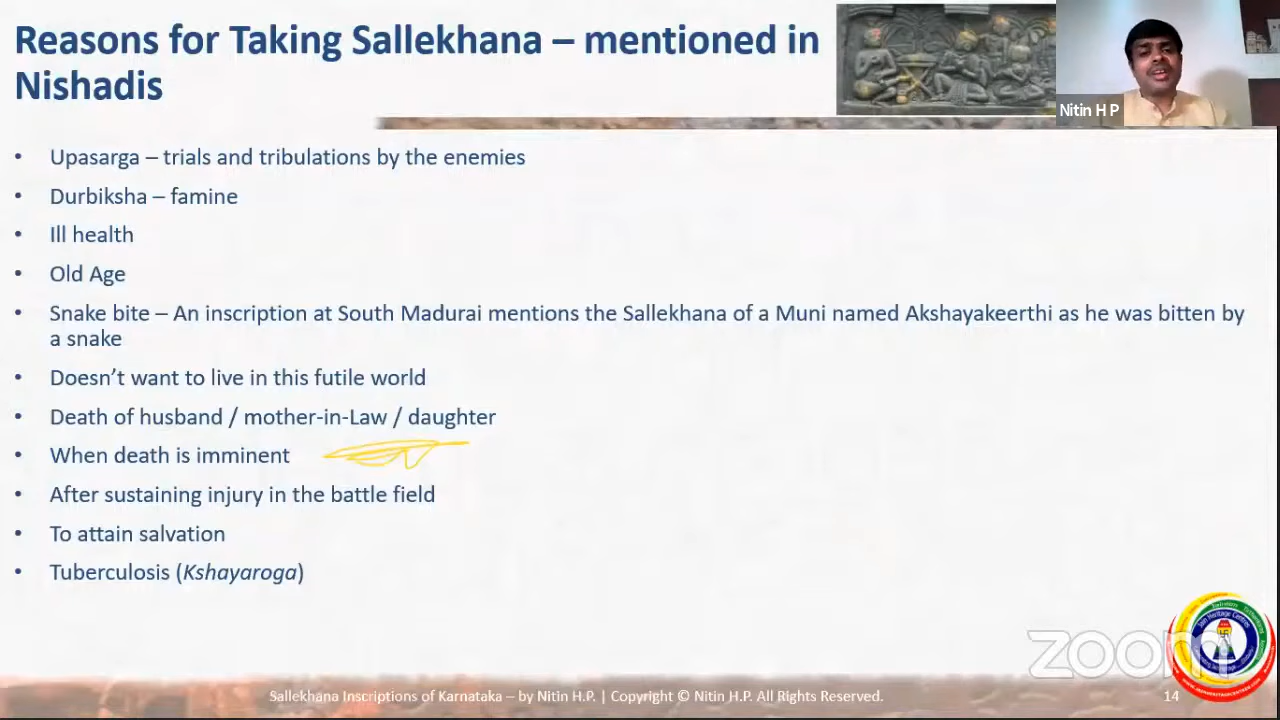 Reasons for Taking Sallekhana – mentioned in
Nishadis
Nitin H P
• Upasarga – trials and tribulations by the enemies
• Durbiksha – famine
• Ill health
• Old Age
• Snake bite – An inscription at South Madurai mentions the Sallekhana of a Muni named Akshayakeerthi as he was bitten by
a snake
• Doesn't want to live in this futile world
• Death of husband / mother-in-Law / daughter
• When death is imminent
• After sustaining injury in the battle field
• To attain salvation
• Tuberculosis (Kshayaroga)
zoom
Jain Heritage Centres
Sallekhana Inscriptions of Karnataka – by Nitin H.P. | Copyright © Nitin H.P. All Rights Reserved.
14